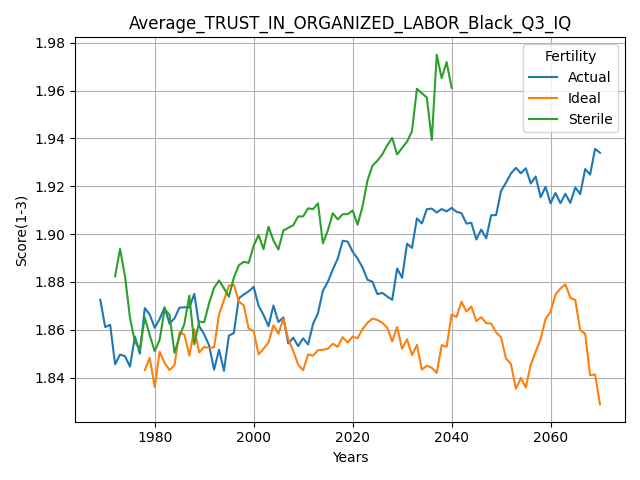 Average_TRUST_IN_ORGANIZED_LABOR_Black_Q3_IQ
Score(1-3)
1.98
1.96
1.94
1.92
1.90
1.88
1.86
1.84
Fertility
Actual
Ideal
Sterile
1980
2000
2020
2040
2060
Years